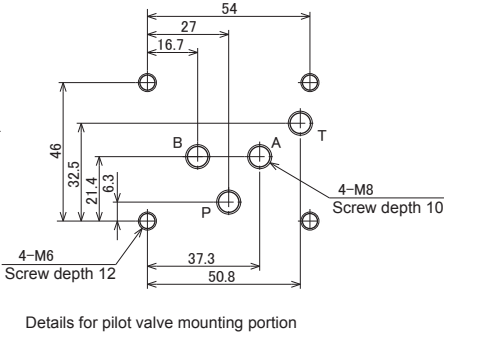 54
27
16.7
T
B
A
46
32.5
21.4
6.3
P
4-M8
Screw depth 10
4-M6
Screw depth 12
37.3
50.8
Details for pilot valve mounting portion